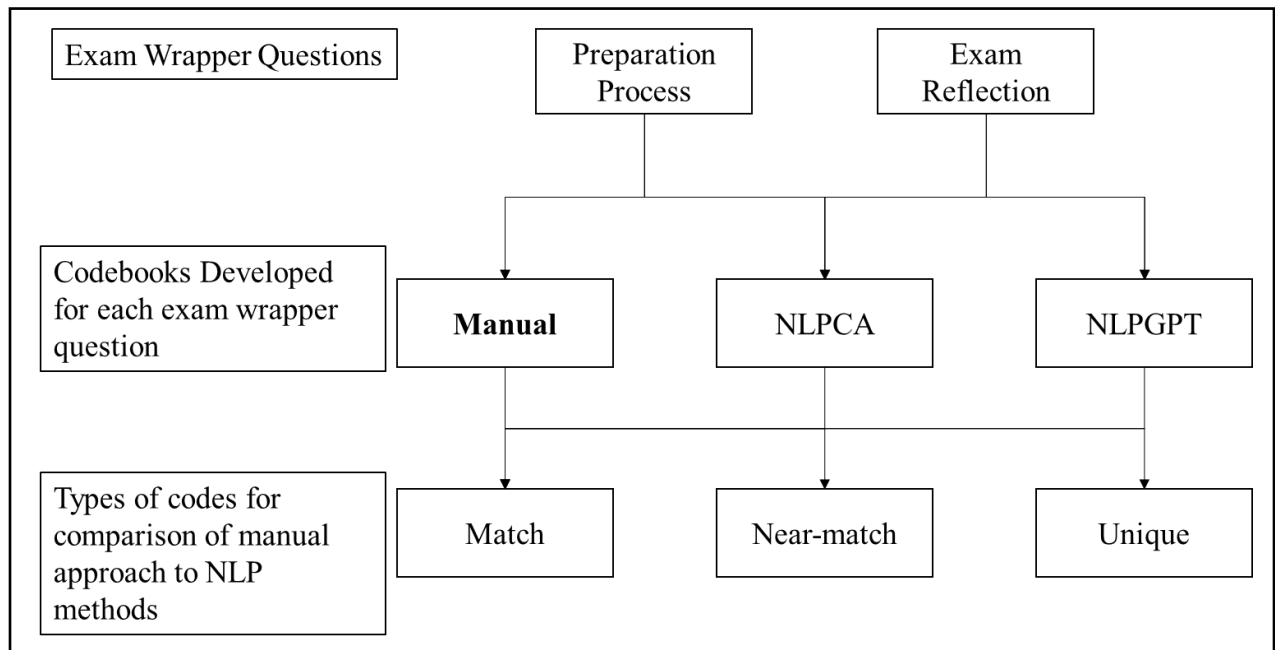 Exam Wrapper Questions
Preparation
Process
Exam
Reflection
Codebooks Developed
for each exam wrapper
question
Manual
NLPCA
NLPGPT
Types of codes for
comparison of manual
approach to NLP
methods
Match
Near-match
Unique